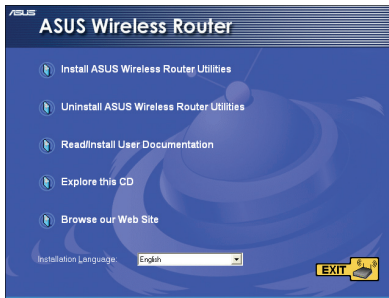 ASUS
ASUS Wireless Router
Install ASUS Wireless Router Utilities
Uninstall ASUS Wireless Router Utilities
Read/Install User Documentation
Explore this CD
Browse our Web Site
Installation Language: English
EXIT